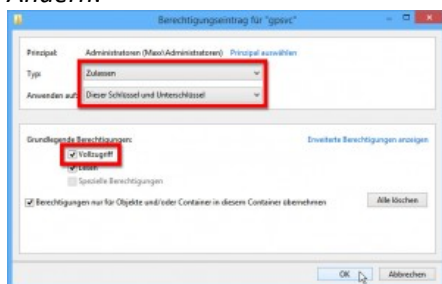 Ändern.
Berechtigungseintrag für "gpsvc"
Prinzipal: Administratoren (Maxi\Administratoren) Prinzipal auswählen
Typ: Zulassen
Anwenden auf: Dieser Schlüssel und Unterschlüssel
Grundlegende Berechtigungen: Erweiterte Berechtigungen anzeigen
Vollzugriff
Lesen
Spezielle Berechtigungen
Berechtigungen nur für Objekte und/oder Container in diesem Container übernehmen Alle löschen
OK Abbrechen